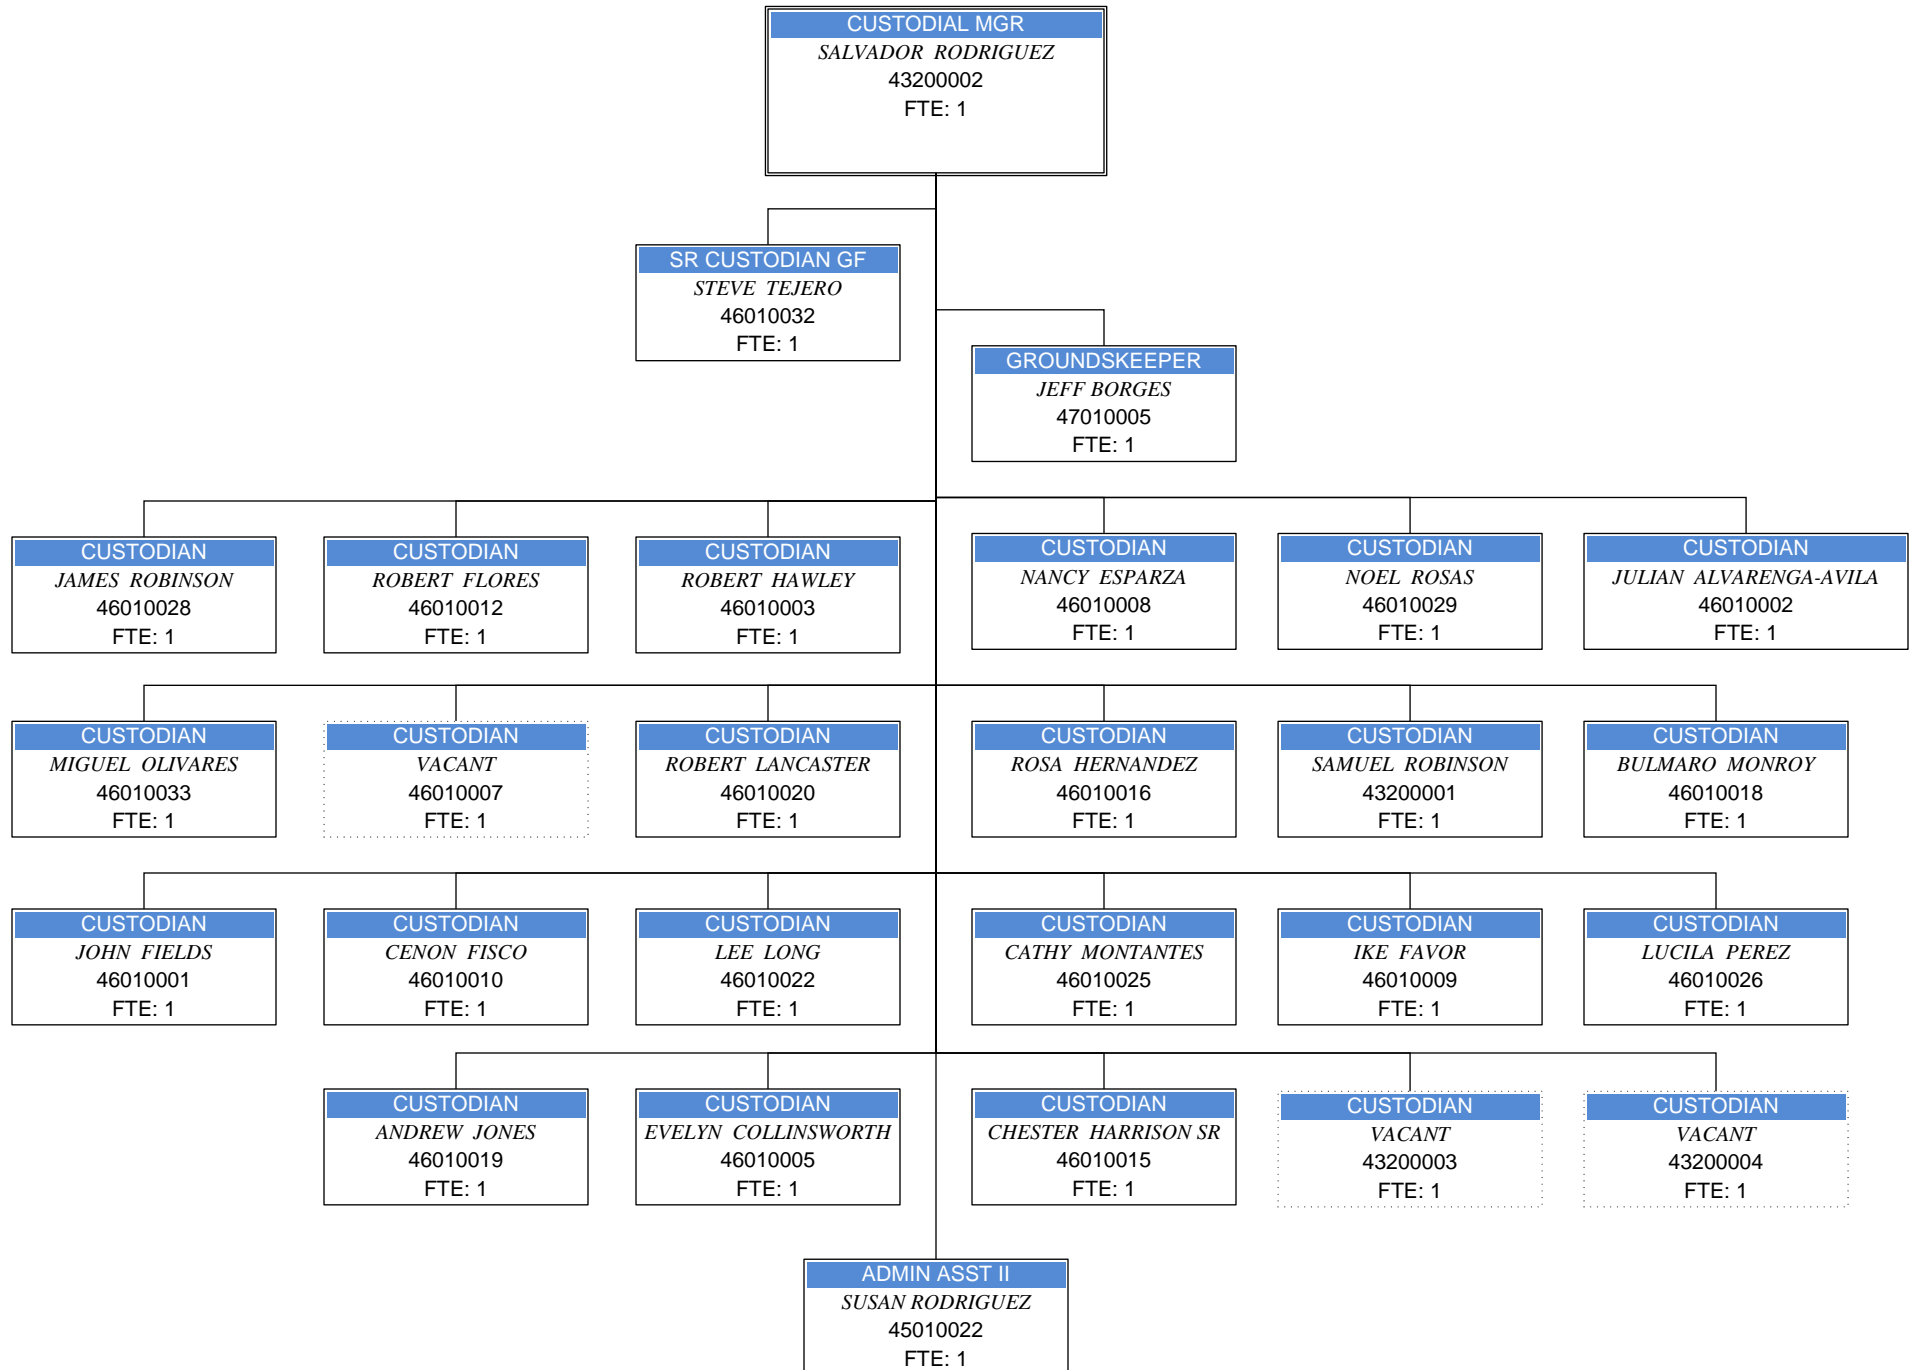 CUSTODIAL MGR
SALVADOR RODRIGUEZ
43200002
FTE: 1
SR CUSTODIAN GF
STEVE TEJERO
46010032
FTE: 1
GROUNDSKEEPER
JEFF BORGES
47010005
FTE: 1
CUSTODIAN
JAMES ROBINSON
46010028
FTE: 1
CUSTODIAN
ROBERT FLORES
46010012
FTE: 1
CUSTODIAN
ROBERT HAWLEY
46010003
FTE: 1
CUSTODIAN
NANCY ESPARZA
46010008
FTE: 1
CUSTODIAN
NOEL ROSAS
46010029
FTE: 1
CUSTODIAN
JULIAN ALVARENGA-AVILA
46010002
FTE: 1
CUSTODIAN
MIGUEL OLIVARES
46010033
FTE: 1
CUSTODIAN
VACANT
46010007
FTE: 1
CUSTODIAN
ROBERT LANCASTER
46010020
FTE: 1
CUSTODIAN
ROSA HERNANDEZ
46010016
FTE: 1
CUSTODIAN
SAMUEL ROBINSON
43200001
FTE: 1
CUSTODIAN
BULMARO MONROY
46010018
FTE: 1
CUSTODIAN
JOHN FIELDS
46010001
FTE: 1
CUSTODIAN
CENON FISCO
46010010
FTE: 1
CUSTODIAN
LEE LONG
46010022
FTE: 1
CUSTODIAN
CATHY MONTANTES
46010025
FTE: 1
CUSTODIAN
IKE FAVOR
46010009
FTE: 1
CUSTODIAN
LUCILA PEREZ
46010026
FTE: 1
CUSTODIAN
ANDREW JONES
46010019
FTE: 1
CUSTODIAN
EVELYN COLLINSWORTH
46010005
FTE: 1
CUSTODIAN
CHESTER HARRISON SR
46010015
FTE: 1
CUSTODIAN
VACANT
43200003
FTE: 1
CUSTODIAN
VACANT
43200004
FTE: 1
ADMIN ASST II
SUSAN RODRIGUEZ
45010022
FTE: 1